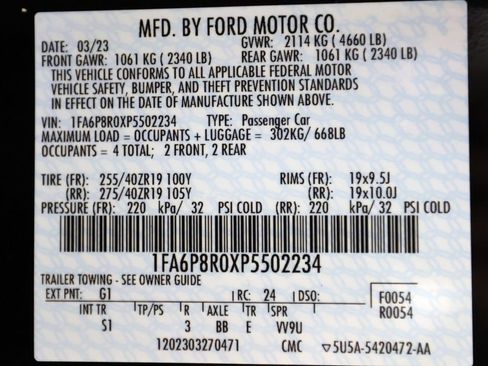 MFD. BY FORD MOTOR CO.
DATE: 03/23 GVWR: 2114 KG ( 4660 LB)
FRONT GAWR: 1061 KG ( 2340 LB) REAR GAWR: 1061 KG ( 2340 LB)
THIS VEHICLE CONFORMS TO ALL APPLICABLE FEDERAL MOTOR
VEHICLE SAFETY, BUMPER, AND THEFT PREVENTION STANDARDS
IN EFFECT ON THE DATE OF MANUFACTURE SHOWN ABOVE.
VIN: 1FA6P8R0XP5502234 TYPE: Passenger Car
MAXIMUM LOAD = OCCUPANTS + LUGGAGE = 302KG/ 668LB
OCCUPANTS = 4 TOTAL; 2 FRONT, 2 REAR
TIRE (FR): 255/40ZR19 100Y RIMS (FR): 19x9.5J
(RR): 275/40ZR19 105Y (RR): 19x10.0J
PRESSURE (FR): 220 kPa/ 32 PSI COLD (RR): 220 kPa/ 32 PSI COLD
1FA6P8R0XP5502234
TRAILER TOWING - SEE OWNER GUIDE
EXT PNT: G1 RC: 24 DSO: F0054
R0054
INT TR TP/PS R AXLE TR SPR
S1 3 BB E VV9U
1202303270471 CMC ▽5U5A-5420472-AA